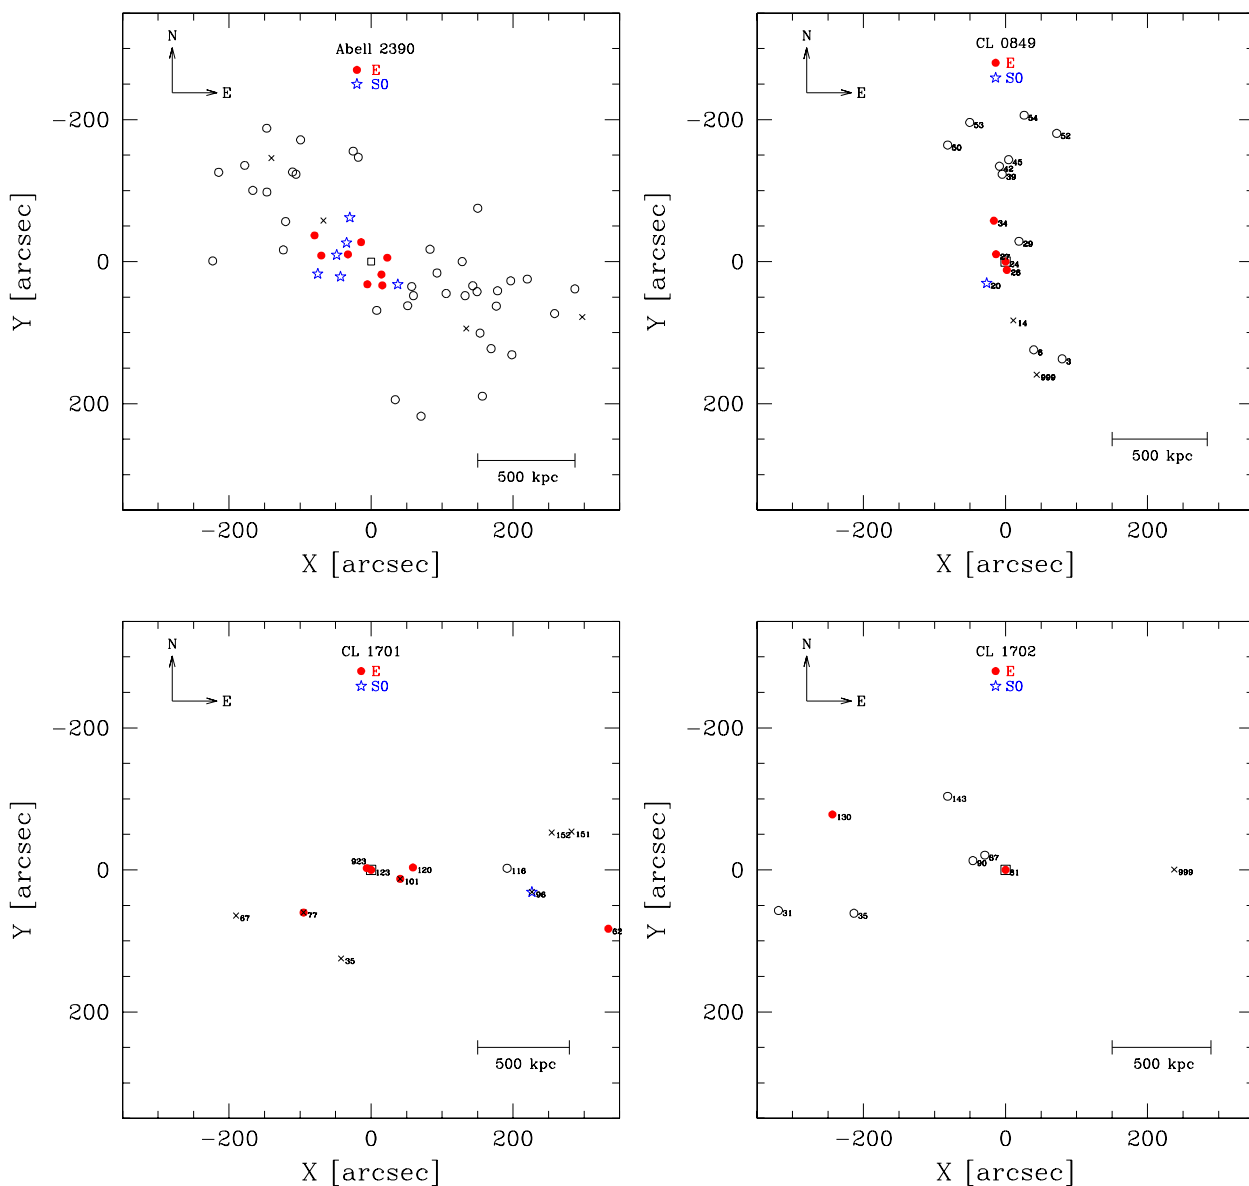 Abell 2390
N
E
E
S0
−200
0
200
Y [arcsec]
500 kpc
−200
0
200
X [arcsec]
CL 0849
N
E
E
S0
54
53
52
50
45
42
39
34
29
27
24
26
20
14
6
3
999
−200
0
200
Y [arcsec]
500 kpc
−200
0
200
X [arcsec]
CL 1701
N
E
E
S0
152
151
923
123
120
116
101
96
77
67
62
35
−200
0
200
Y [arcsec]
500 kpc
−200
0
200
X [arcsec]
CL 1702
N
E
E
S0
143
130
67
90
81
999
31
35
−200
0
200
Y [arcsec]
500 kpc
−200
0
200
X [arcsec]